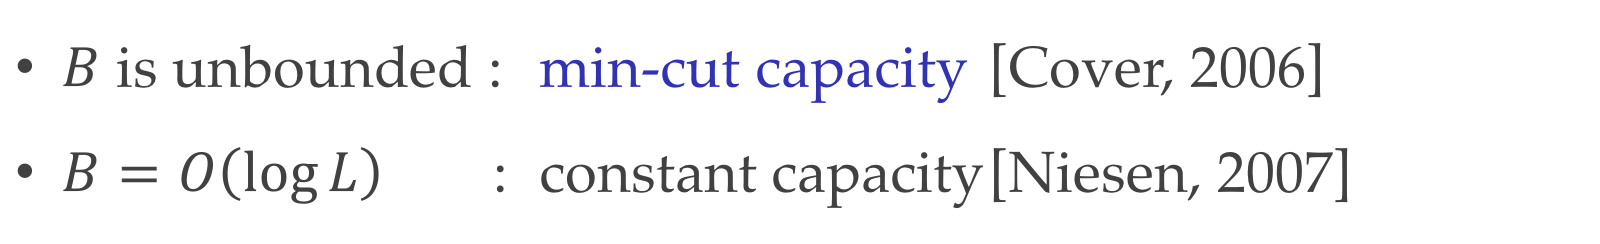 • B is unbounded : min-cut capacity [Cover, 2006]
• B = O(log L) : constant capacity [Niesen, 2007]